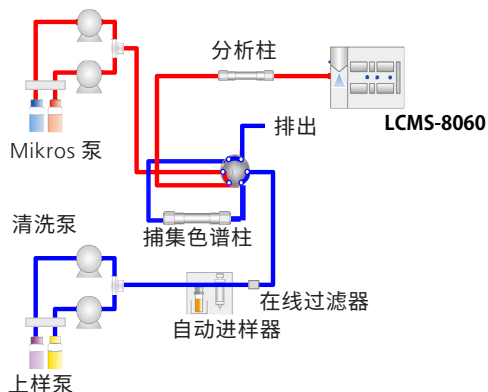 分析柱
LCMS-8060
排出
Mikros 泵
捕集色谱柱
清洗泵
在线过滤器
自动进样器
上样泵